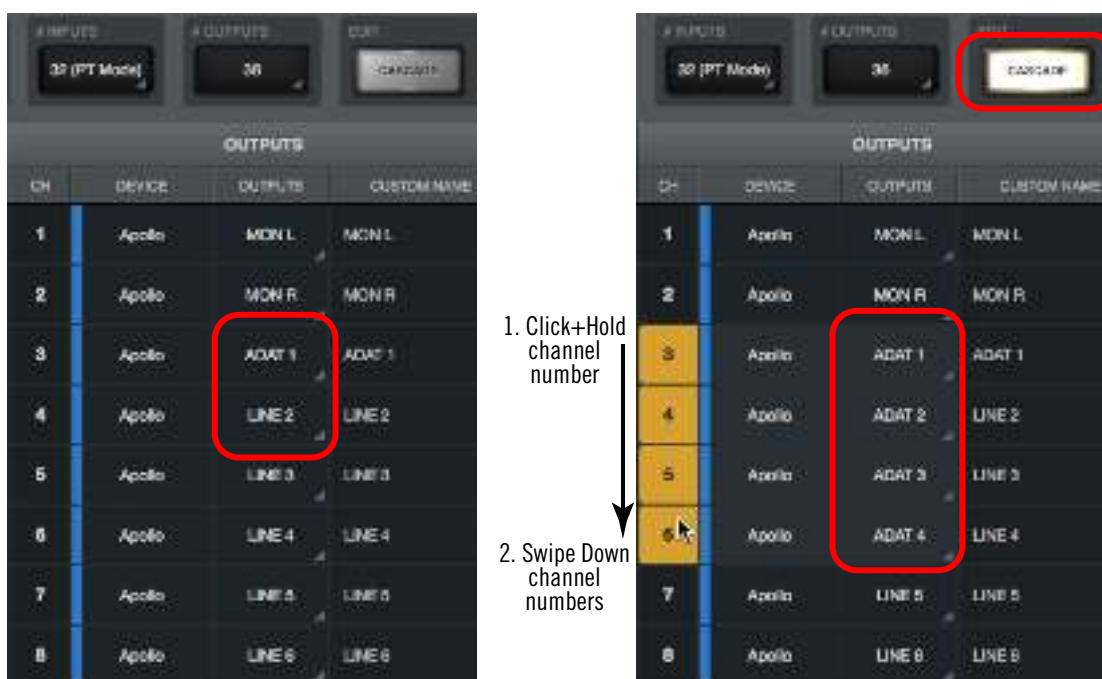 # INPUTS # OUTPUTS EDIT
32 (PT Mode) 36 CASCADE
OUTPUTS
CH DEVICE OUTPUTS CUSTOM NAME
1 Apollo MON L MON L
2 Apollo MON R MON R
3 Apollo ADAT 1 ADAT 1
4 Apollo LINE 2 LINE 2
5 Apollo LINE 3 LINE 3
6 Apollo LINE 4 LINE 4
7 Apollo LINE 5 LINE 5
8 Apollo LINE 6 LINE 6
1. Click+Hold
channel
number
2. Swipe Down
channel
numbers
# INPUTS # OUTPUTS EDIT
32 (PT Mode) 36 CASCADE
OUTPUTS
CH DEVICE OUTPUTS CUSTOM NAME
1 Apollo MON L MON L
2 Apollo MON R MON R
3 Apollo ADAT 1 ADAT 1
4 Apollo ADAT 2 LINE 2
5 Apollo ADAT 3 LINE 3
6 Apollo ADAT 4 LINE 4
7 Apollo LINE 5 LINE 5
8 Apollo LINE 6 LINE 6